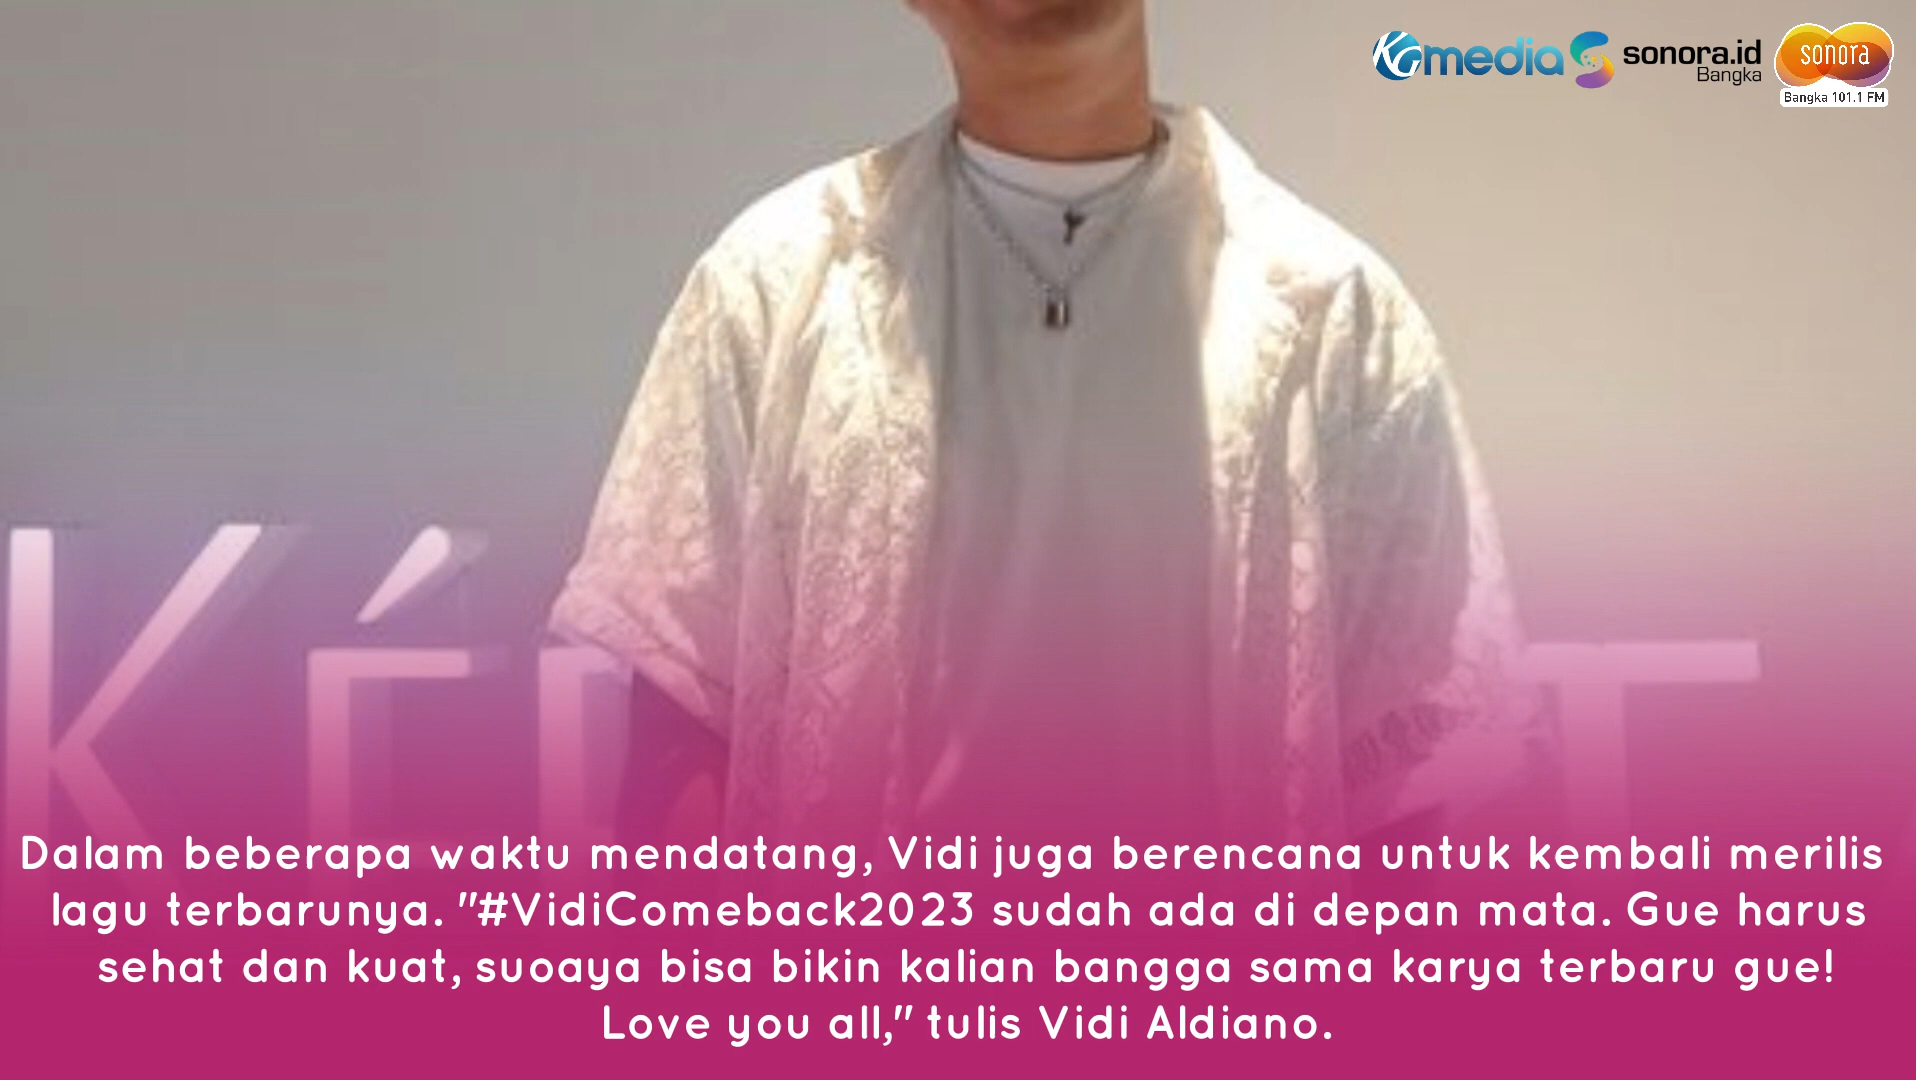 KG media sonora.id sonora
Bangka Bangka 101.1 FM
Ké
T
Dalam beberapa waktu mendatang, Vidi juga berencana untuk kembali merilis
lagu terbarunya. "#VidiComeback2023 sudah ada di depan mata. Gue harus
sehat dan kuat, suoaya bisa bikin kalian bangga sama karya terbaru gue!
Love you all," tulis Vidi Aldiano.